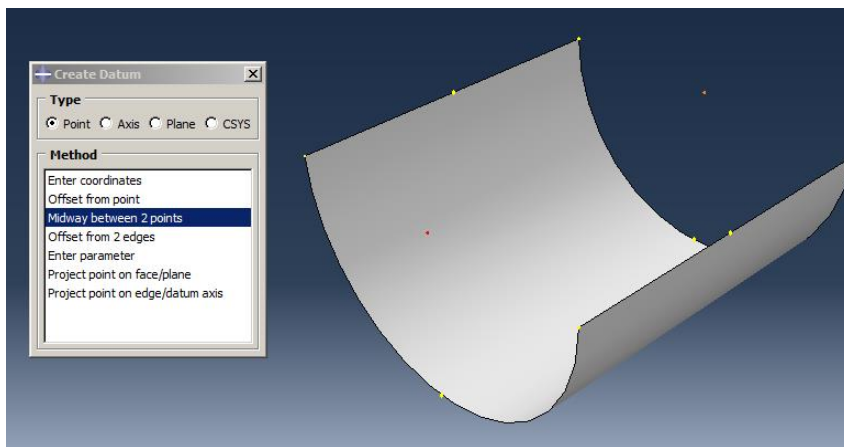 Create Datum
Type
Point Axis Plane CSYS
Method
Enter coordinates
Offset from point
Midway between 2 points
Offset from 2 edges
Enter parameter
Project point on face/plane
Project point on edge/datum axis